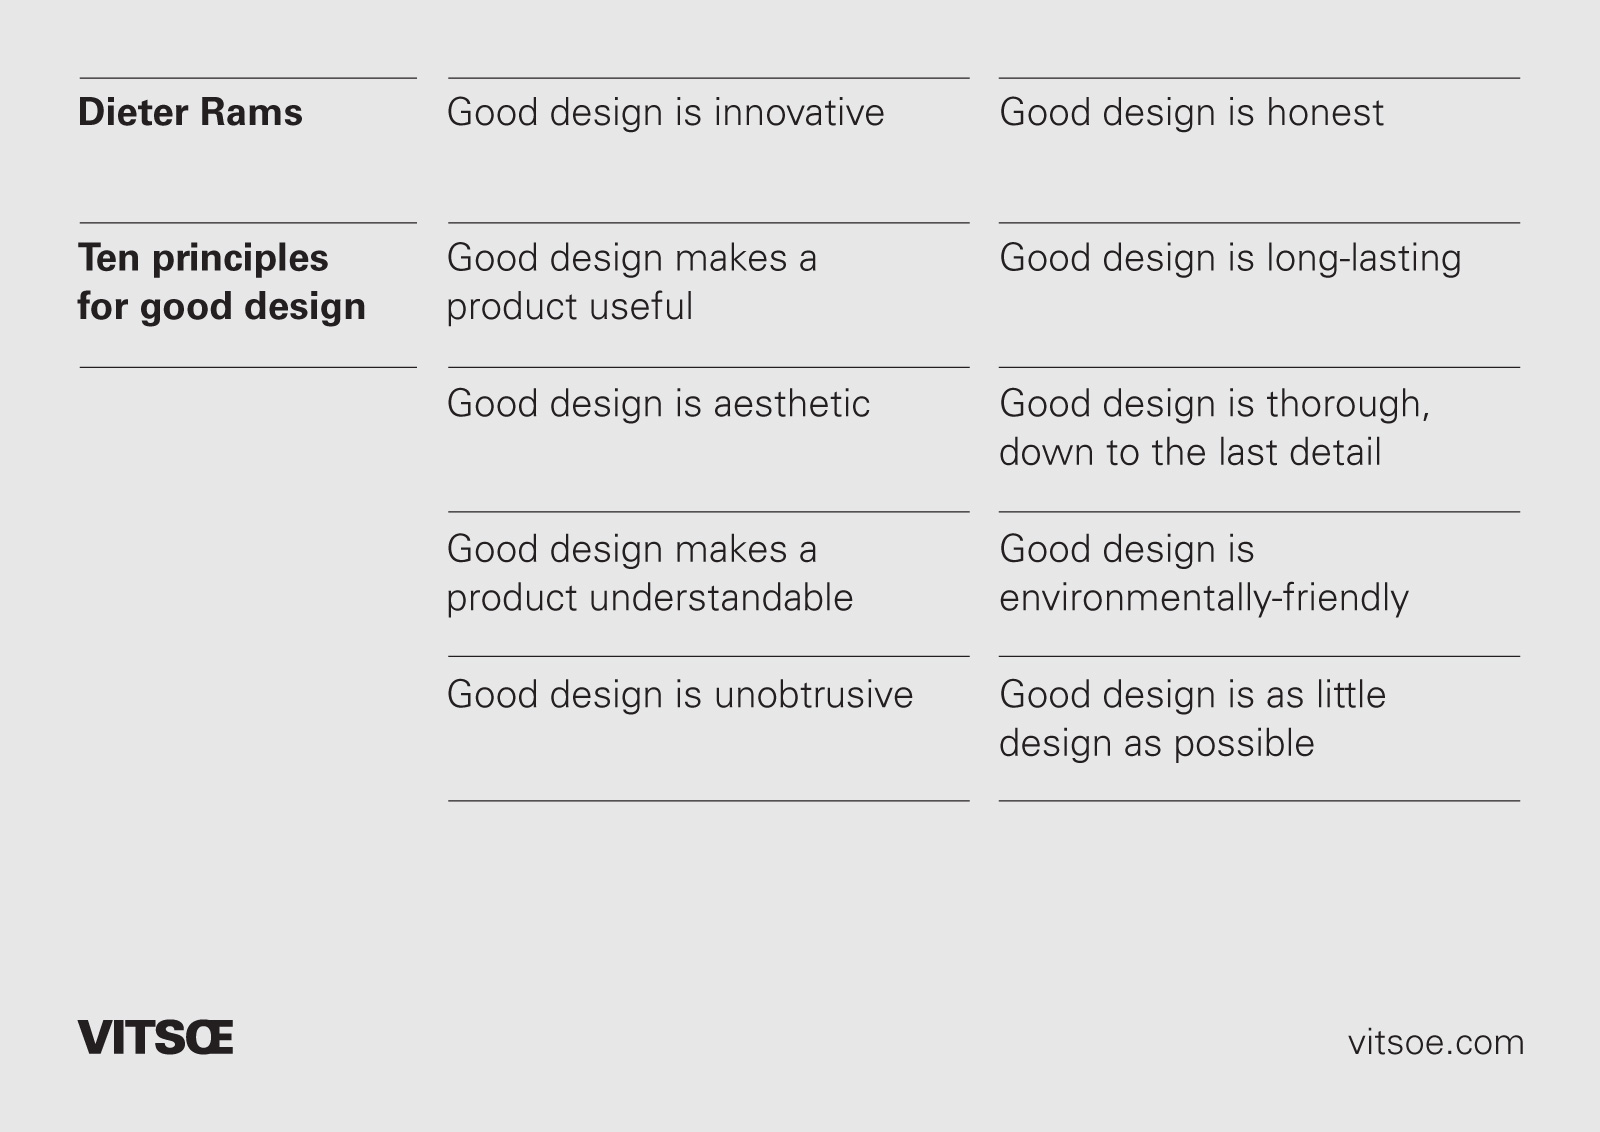 Dieter Rams
Ten principles
for good design
Good design is innovative
Good design makes a
product useful
Good design is aesthetic
Good design makes a
product understandable
Good design is unobtrusive
Good design is honest
Good design is long-lasting
Good design is thorough,
down to the last detail
Good design is
environmentally-friendly
Good design is as little
design as possible
VITSŒ
vitsoe.com